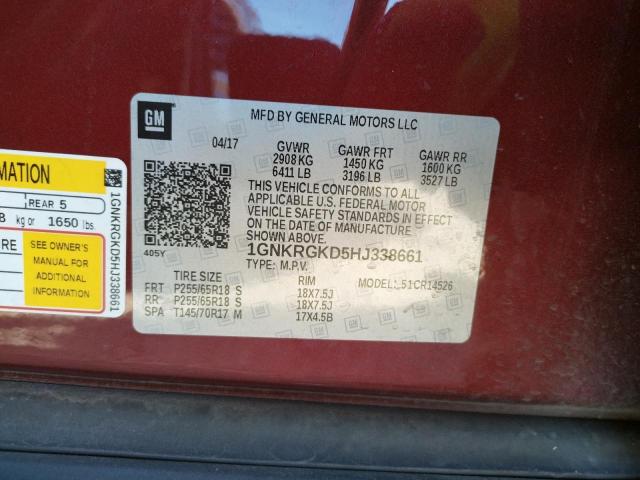 GM
MFD BY GENERAL MOTORS LLC
04/17 GVWR GAWR FRT GAWR RR
2908 KG 1450 KG 1600 KG
6411 LB 3196 LB 3527 LB
THIS VEHICLE CONFORMS TO ALL
APPLICABLE U.S. FEDERAL MOTOR
VEHICLE SAFETY STANDARDS IN EFFECT
ON THE DATE OF MANUFACTURE
SHOWN ABOVE.
1GNKRGKD5HJ338661
405Y TYPE: M.P.V.
TIRE SIZE RIM MODEL: 51CR14526
FRT P255/65R18 S 18X7.5J
RR P255/65R18 S 18X7.5J
SPA T145/70R17 M 17X4.5B
REAR 5
kg or 1650 lbs.
SEE OWNER'S
MANUAL FOR
ADDITIONAL
INFORMATION
1GNKRGKD5HJ338661